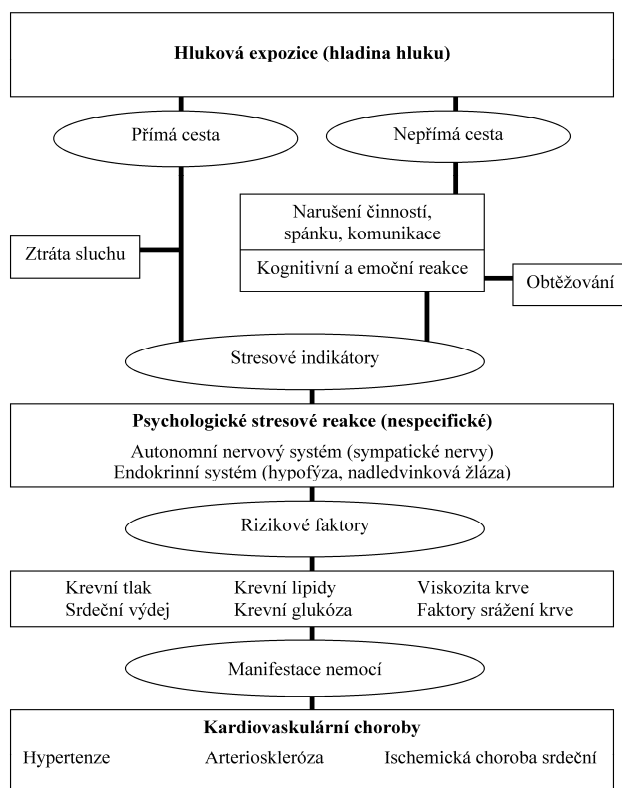 Hluková expozice (hladina hluku)
Přímá cesta
Nepřímá cesta
Narušení činností,
spánku, komunikace
Ztráta sluchu
Kognitivní a emoční reakce
Obtěžování
Stresové indikátory
Psychologické stresové reakce (nespecifické)
Autonomní nervový systém (sympatické nervy)
Endokrinní systém (hypofýza, nadledvinková žláza)
Rizikové faktory
Krevní tlak Krevní lipidy Viskozita krve
Srdeční výdej Krevní glukóza Faktory srážení krve
Manifestace nemocí
Kardiovaskulární choroby
Hypertenze Arterioskleróza Ischemická choroba srdeční